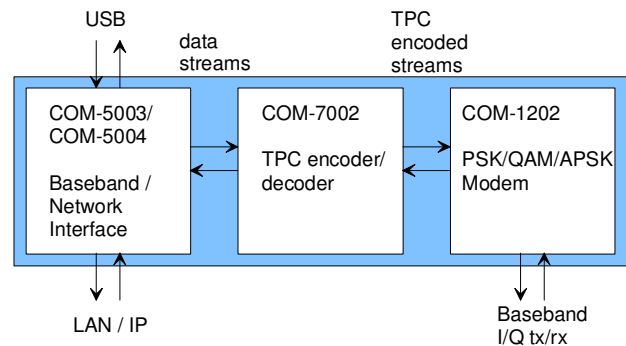 USB
data
streams
TPC
encoded
streams
COM-5003/
COM-5004
Baseband /
Network
Interface
COM-7002
TPC encoder/
decoder
COM-1202
PSK/QAM/APSK
Modem
LAN / IP
Baseband
I/Q tx/rx